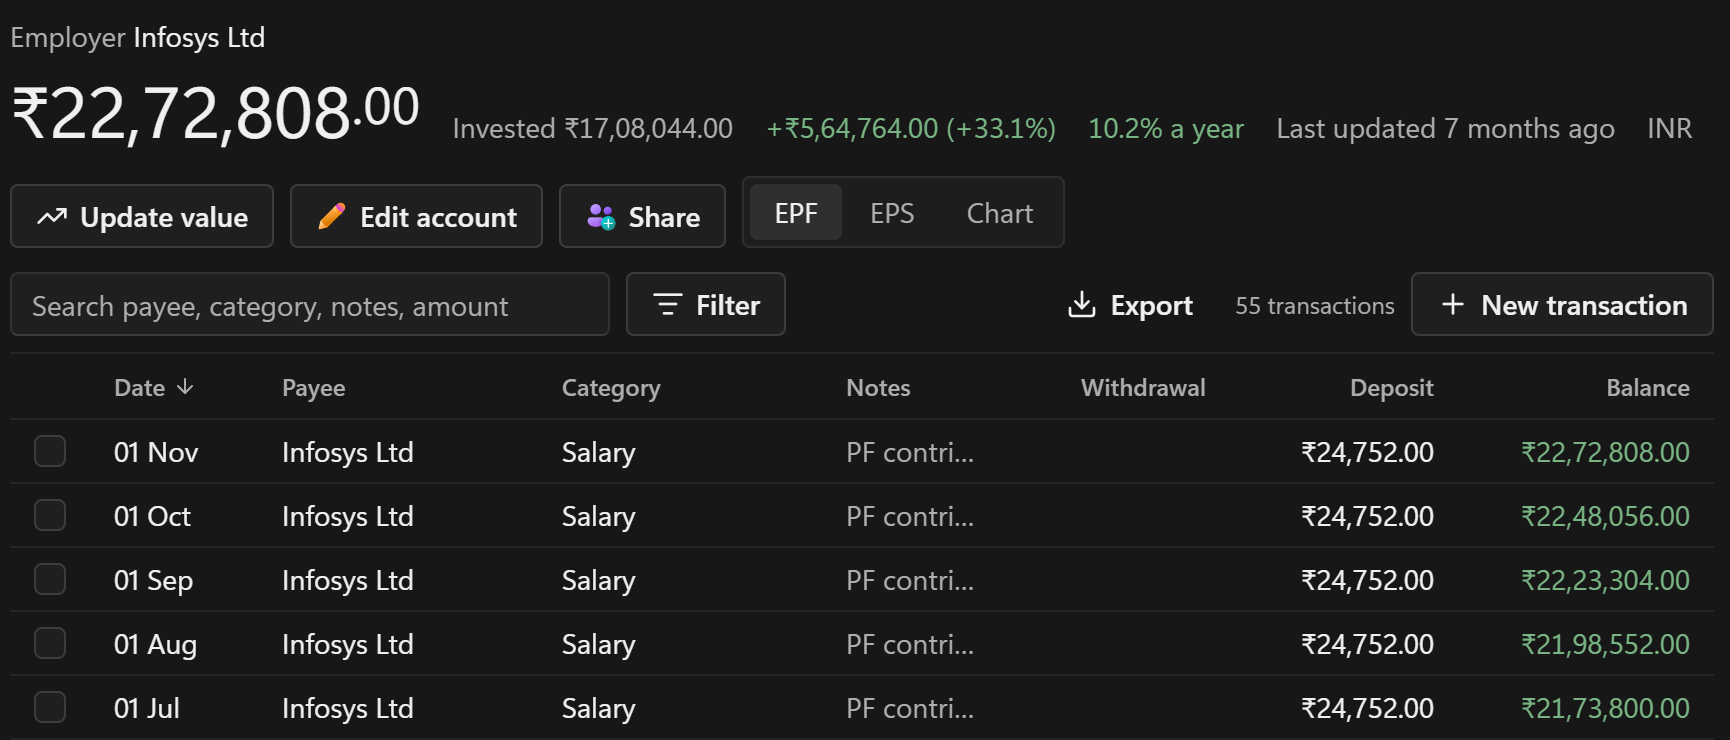 Employer Infosys Ltd
₹22,72,808.00 Invested ₹17,08,044.00 +₹5,64,764.00 (+33.1%) 10.2% a year Last updated 7 months ago INR
Update value Edit account Share EPF EPS Chart
Search payee, category, notes, amount Filter Export 55 transactions + New transaction
Date ↓ Payee Category Notes Withdrawal Deposit Balance
01 Nov Infosys Ltd Salary PF contri... ₹24,752.00 ₹22,72,808.00
01 Oct Infosys Ltd Salary PF contri... ₹24,752.00 ₹22,48,056.00
01 Sep Infosys Ltd Salary PF contri... ₹24,752.00 ₹22,23,304.00
01 Aug Infosys Ltd Salary PF contri... ₹24,752.00 ₹21,98,552.00
01 Jul Infosys Ltd Salary PF contri... ₹24,752.00 ₹21,73,800.00